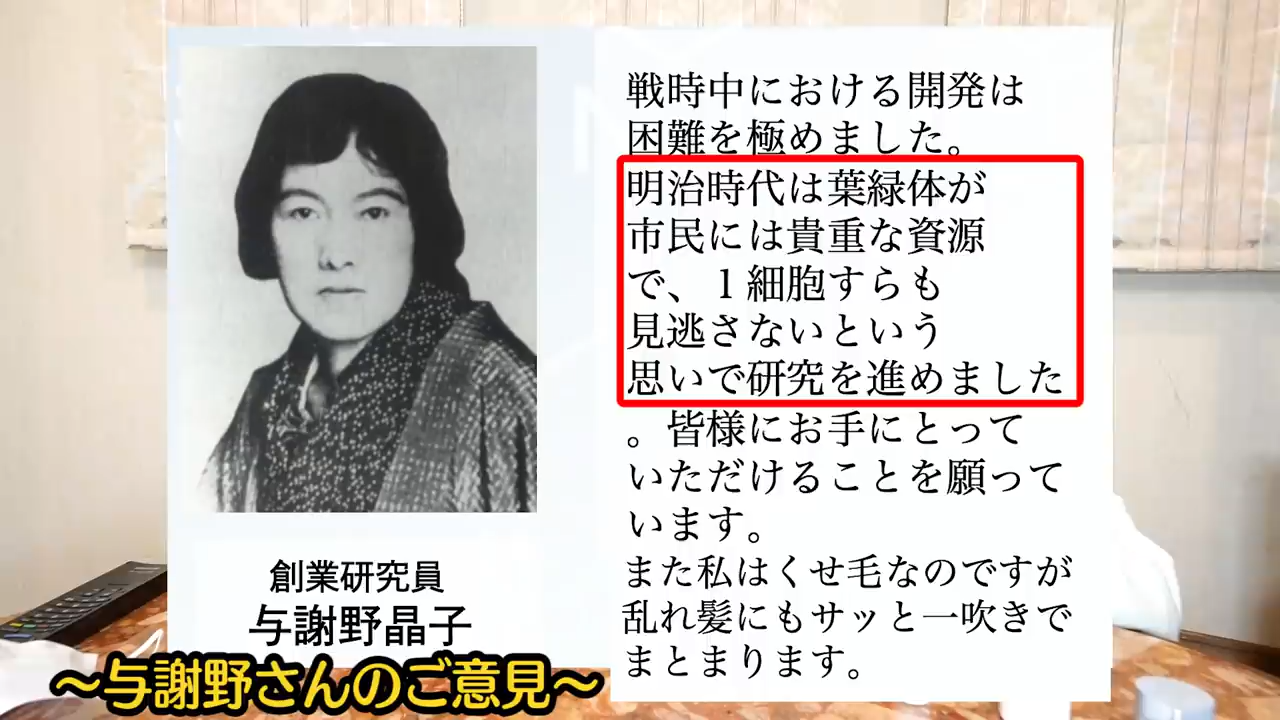 戦時中における開発は
困難を極めました。
明治時代は葉緑体が
市民には貴重な資源
で、１細胞すらも
見逃さないという
思いで研究を進めました
。皆様にお手にとって
いただけることを願って
います。
また私はくせ毛なのですが
乱れ髪にもサッと一吹きで
まとまります。
創業研究員
与謝野晶子
～与謝野さんのご意見～